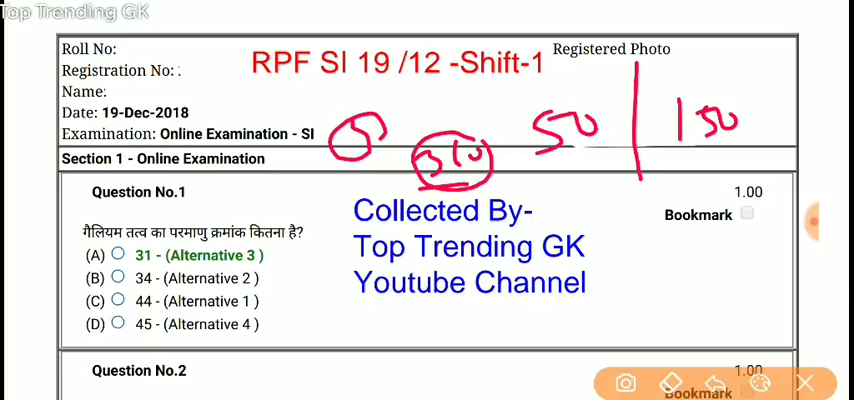 Top Trending GK
Roll No:
Registration No: :
Name:
Date: 19-Dec-2018
Examination: Online Examination - SI
RPF SI 19 /12 -Shift-1
Registered Photo
50
150
Section 1 - Online Examination
Question No.1
1.00
Bookmark
Collected By-
Top Trending GK
Youtube Channel
गैलियम तत्व का परमाणु क्रमांक कितना है?
(A) 31 - (Alternative 3 )
(B) 34 - (Alternative 2 )
(C) 44 - (Alternative 1 )
(D) 45 - (Alternative 4 )
Question No.2
1.00
Bookmark